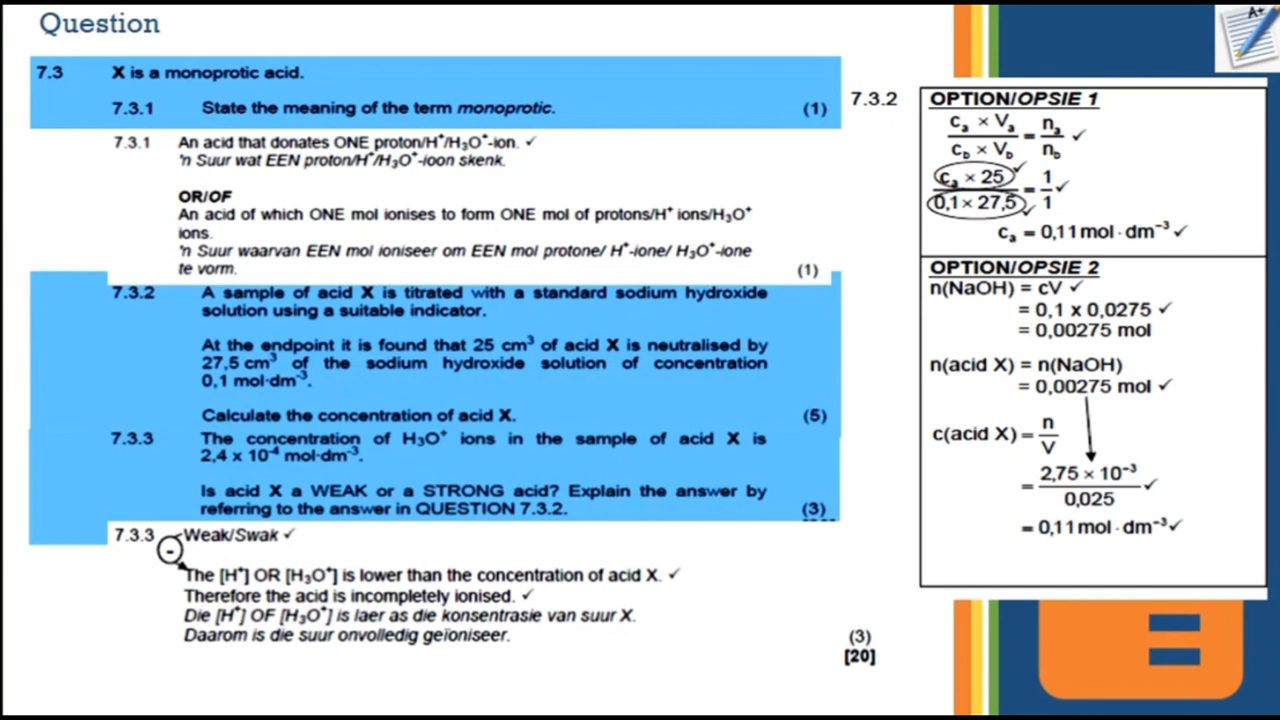 Question
A+
7.3 X is a monoprotic acid.
7.3.1 State the meaning of the term monoprotic. (1)
7.3.1 An acid that donates ONE proton/H⁺/H₃O⁺-ion. ✓
'n Suur wat EEN proton/H⁺/H₃O⁺-ioon skenk.
OR/OF
An acid of which ONE mol ionises to form ONE mol of protons/H⁺ ions/H₃O⁺
ions.
'n Suur waarvan EEN mol ioniseer om EEN mol protone/ H⁺-ione/ H₃O⁺-ione
te vorm. (1)
7.3.2 A sample of acid X is titrated with a standard sodium hydroxide
solution using a suitable indicator.
At the endpoint it is found that 25 cm³ of acid X is neutralised by
27,5 cm³ of the sodium hydroxide solution of concentration
0,1 mol·dm⁻³.
Calculate the concentration of acid X. (5)
7.3.3 The concentration of H₃O⁺ ions in the sample of acid X is
2,4 x 10⁻⁴ mol·dm⁻³.
Is acid X a WEAK or a STRONG acid? Explain the answer by
referring to the answer in QUESTION 7.3.2. (3)
7.3.3 Weak/Swak ✓
-
The [H⁺] OR [H₃O⁺] is lower than the concentration of acid X. ✓
Therefore the acid is incompletely ionised. ✓
Die [H⁺] OF [H₃O⁺] is laer as die konsentrasie van suur X.
Daarom is die suur onvolledig geïoniseer. (3)
[20]
7.3.2 OPTION/OPSIE 1
cₐ × Vₐ / c_b × V_b = nₐ / n_b ✓
cₐ × 25 ✓ / 0,1 × 27,5 ✓ = 1 / 1 ✓
cₐ = 0,11 mol · dm⁻³ ✓
OPTION/OPSIE 2
n(NaOH) = cV ✓
= 0,1 x 0,0275 ✓
= 0,00275 mol
n(acid X) = n(NaOH)
= 0,00275 mol ✓
c(acid X) = n / V
= 2,75 × 10⁻³ / 0,025 ✓
= 0,11 mol · dm⁻³ ✓